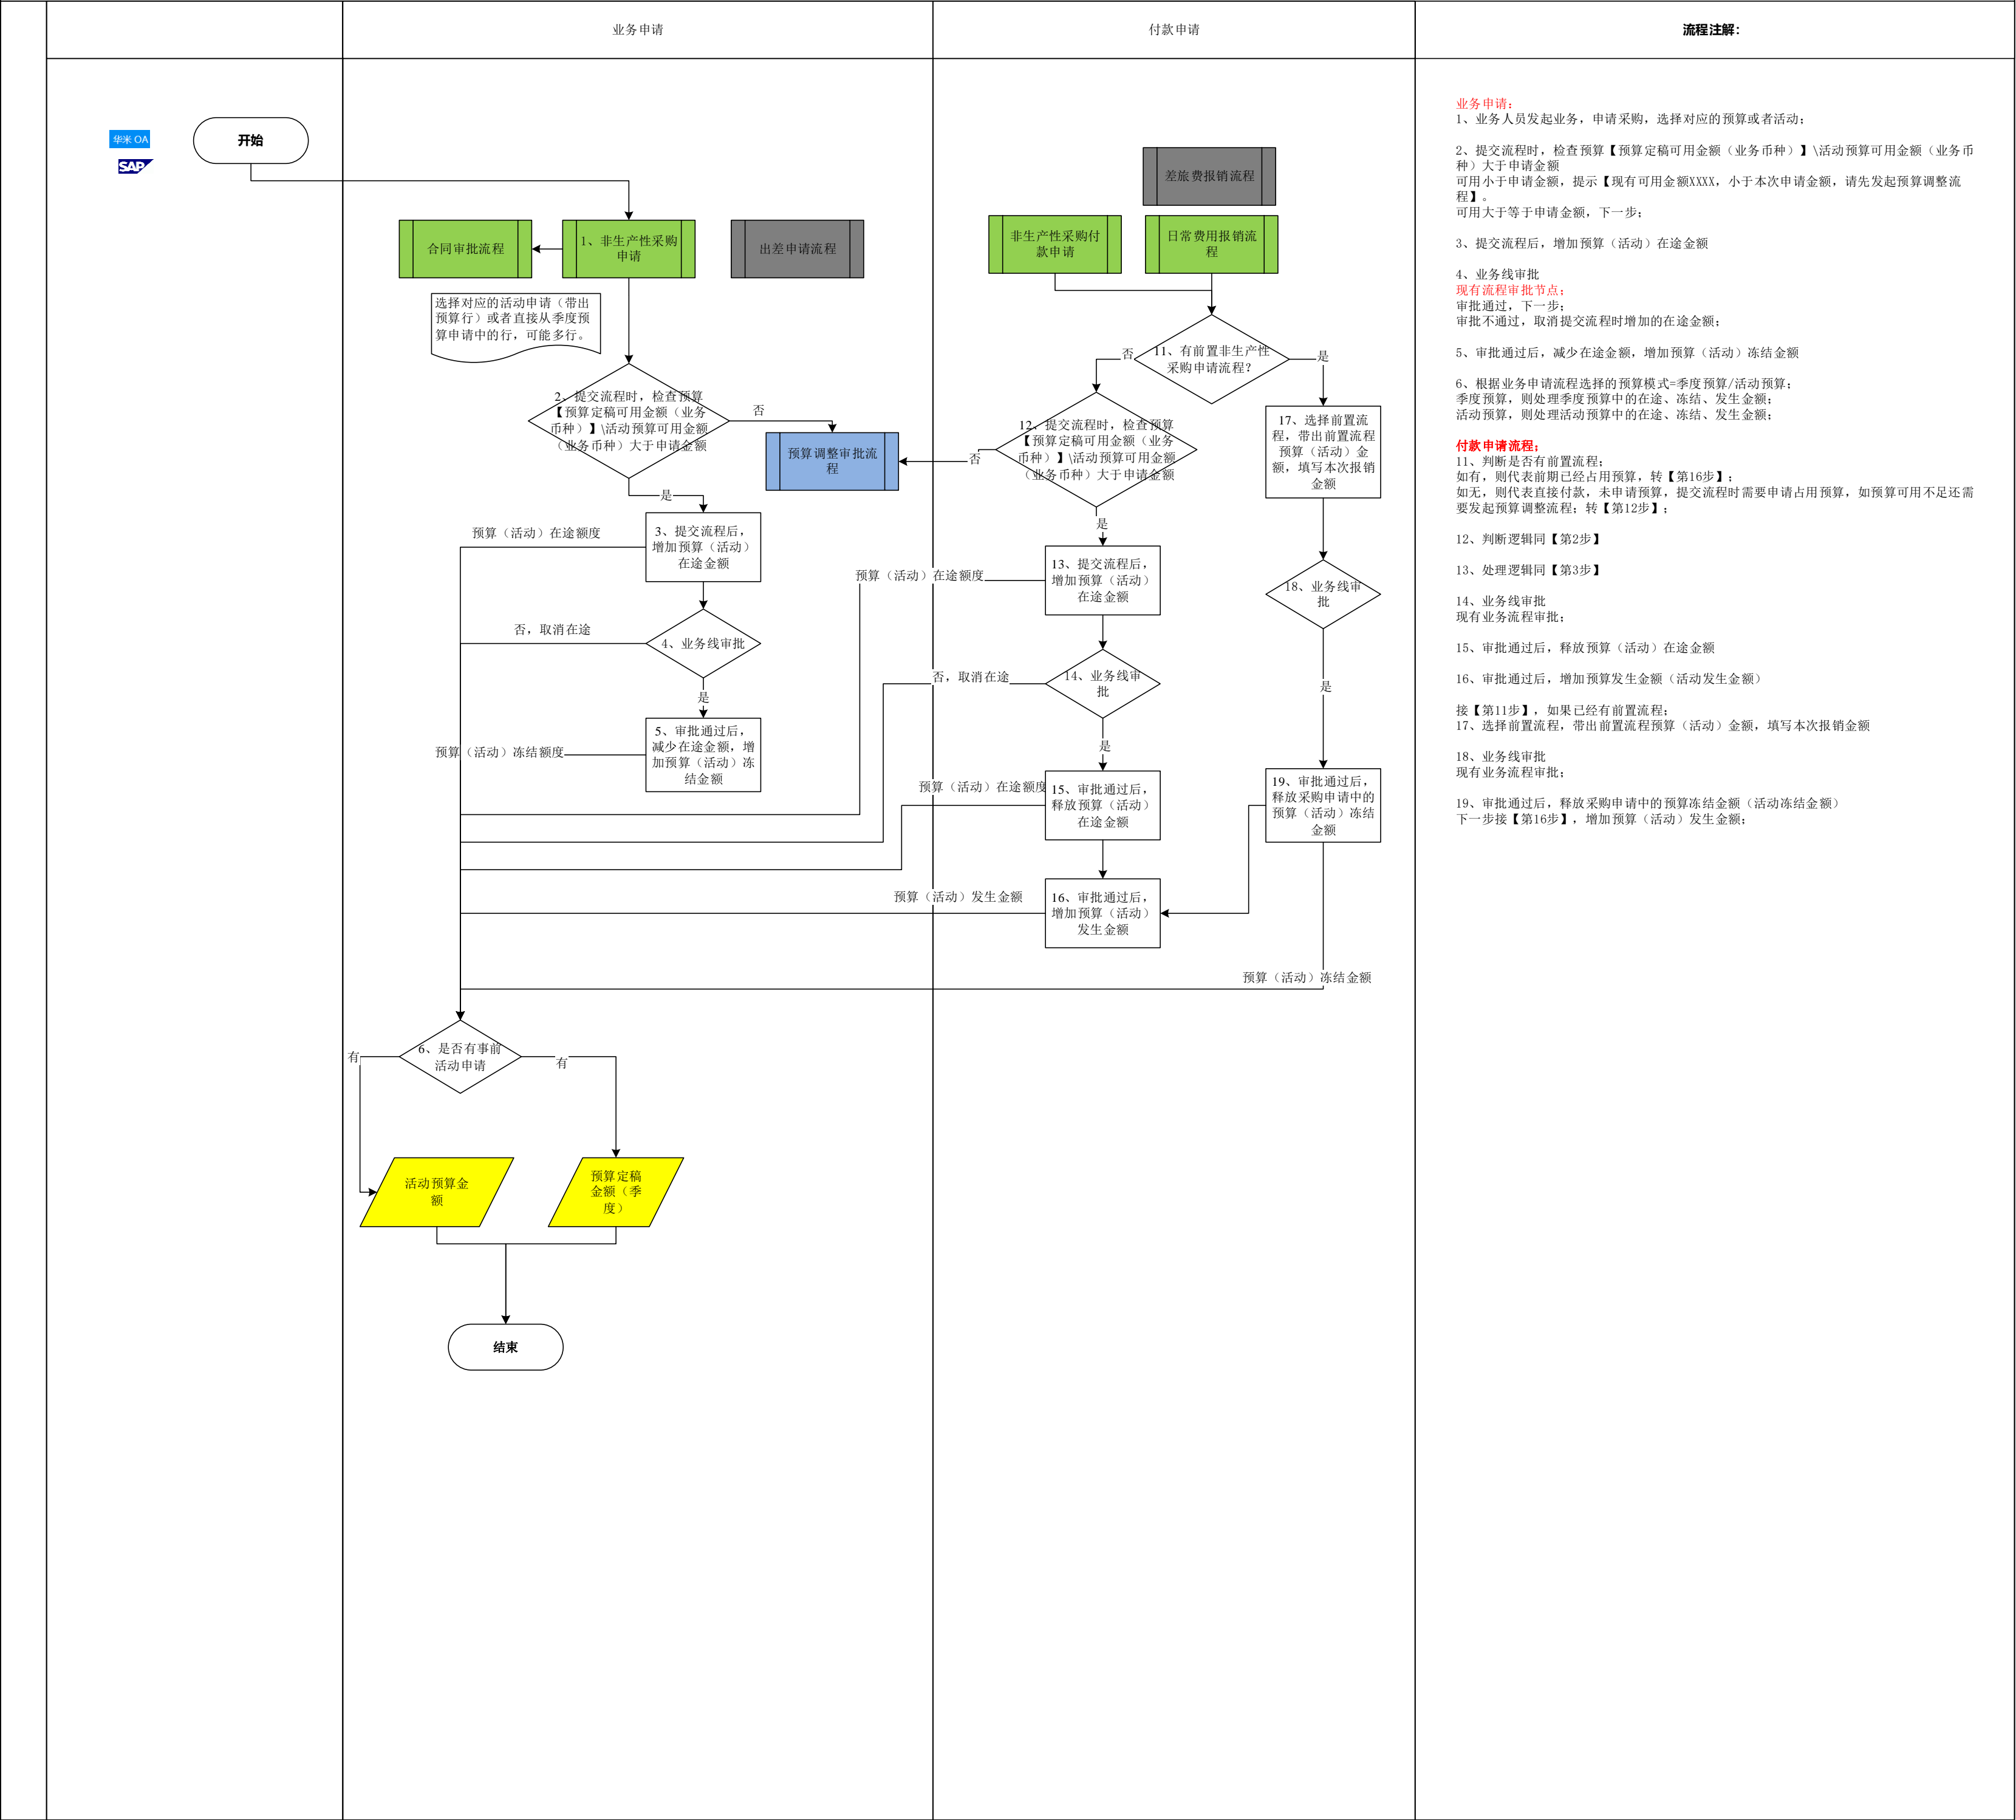 业务申请
付款申请
流程注解：
华米 OA
SAP
开始
合同审批流程
1、非生产性采购
申请
出差申请流程
选择对应的活动申请（带出
预算行）或者直接从季度预
算申请中的行，可能多行。
2、提交流程时，检查预算
【预算定稿可用金额（业务
币种）】\活动预算可用金额
（业务币种）大于申请金额
否
预算调整审批流
程
是
3、提交流程后，
增加预算（活动）
在途金额
预算（活动）在途额度
4、业务线审批
否，取消在途
是
5、审批通过后，
减少在途金额，增
加预算（活动）冻
结金额
预算（活动）冻结额度
6、是否有事前
活动申请
有
有
活动预算金
额
预算定稿
金额（季
度）
结束
差旅费报销流程
非生产性采购付
款申请
日常费用报销流
程
11、有前置非生产性
采购申请流程？
否
是
12、提交流程时，检查预算
【预算定稿可用金额（业务
币种）】\活动预算可用金额
（业务币种）大于申请金额
否
是
17、选择前置流
程，带出前置流程
预算（活动）金
额，填写本次报销
金额
13、提交流程后，
增加预算（活动）
在途金额
预算（活动）在途额度
18、业务线审
批
14、业务线审
批
否，取消在途
是
是
15、审批通过后，
释放预算（活动）
在途金额
预算（活动）在途额度
19、审批通过后，
释放采购申请中的
预算（活动）冻结
金额
16、审批通过后，
增加预算（活动）
发生金额
预算（活动）发生金额
预算（活动）冻结金额
业务申请：
1、业务人员发起业务，申请采购，选择对应的预算或者活动；
2、提交流程时，检查预算【预算定稿可用金额（业务币种）】\活动预算可用金额（业务币
种）大于申请金额
可用小于申请金额，提示【现有可用金额XXXX，小于本次申请金额，请先发起预算调整流
程】。
可用大于等于申请金额，下一步；
3、提交流程后，增加预算（活动）在途金额
4、业务线审批
现有流程审批节点：
审批通过，下一步；
审批不通过，取消提交流程时增加的在途金额；
5、审批通过后，减少在途金额，增加预算（活动）冻结金额
6、根据业务申请流程选择的预算模式=季度预算/活动预算；
季度预算，则处理季度预算中的在途、冻结、发生金额；
活动预算，则处理活动预算中的在途、冻结、发生金额；
付款申请流程：
11、判断是否有前置流程；
如有，则代表前期已经占用预算，转【第16步】；
如无，则代表直接付款，未申请预算，提交流程时需要申请占用预算，如预算可用不足还需
要发起预算调整流程；转【第12步】；
12、判断逻辑同【第2步】
13、处理逻辑同【第3步】
14、业务线审批
现有业务流程审批；
15、审批通过后，释放预算（活动）在途金额
16、审批通过后，增加预算发生金额（活动发生金额）
接【第11步】，如果已经有前置流程；
17、选择前置流程，带出前置流程预算（活动）金额，填写本次报销金额
18、业务线审批
现有业务流程审批；
19、审批通过后，释放采购申请中的预算冻结金额（活动冻结金额）
下一步接【第16步】，增加预算（活动）发生金额；